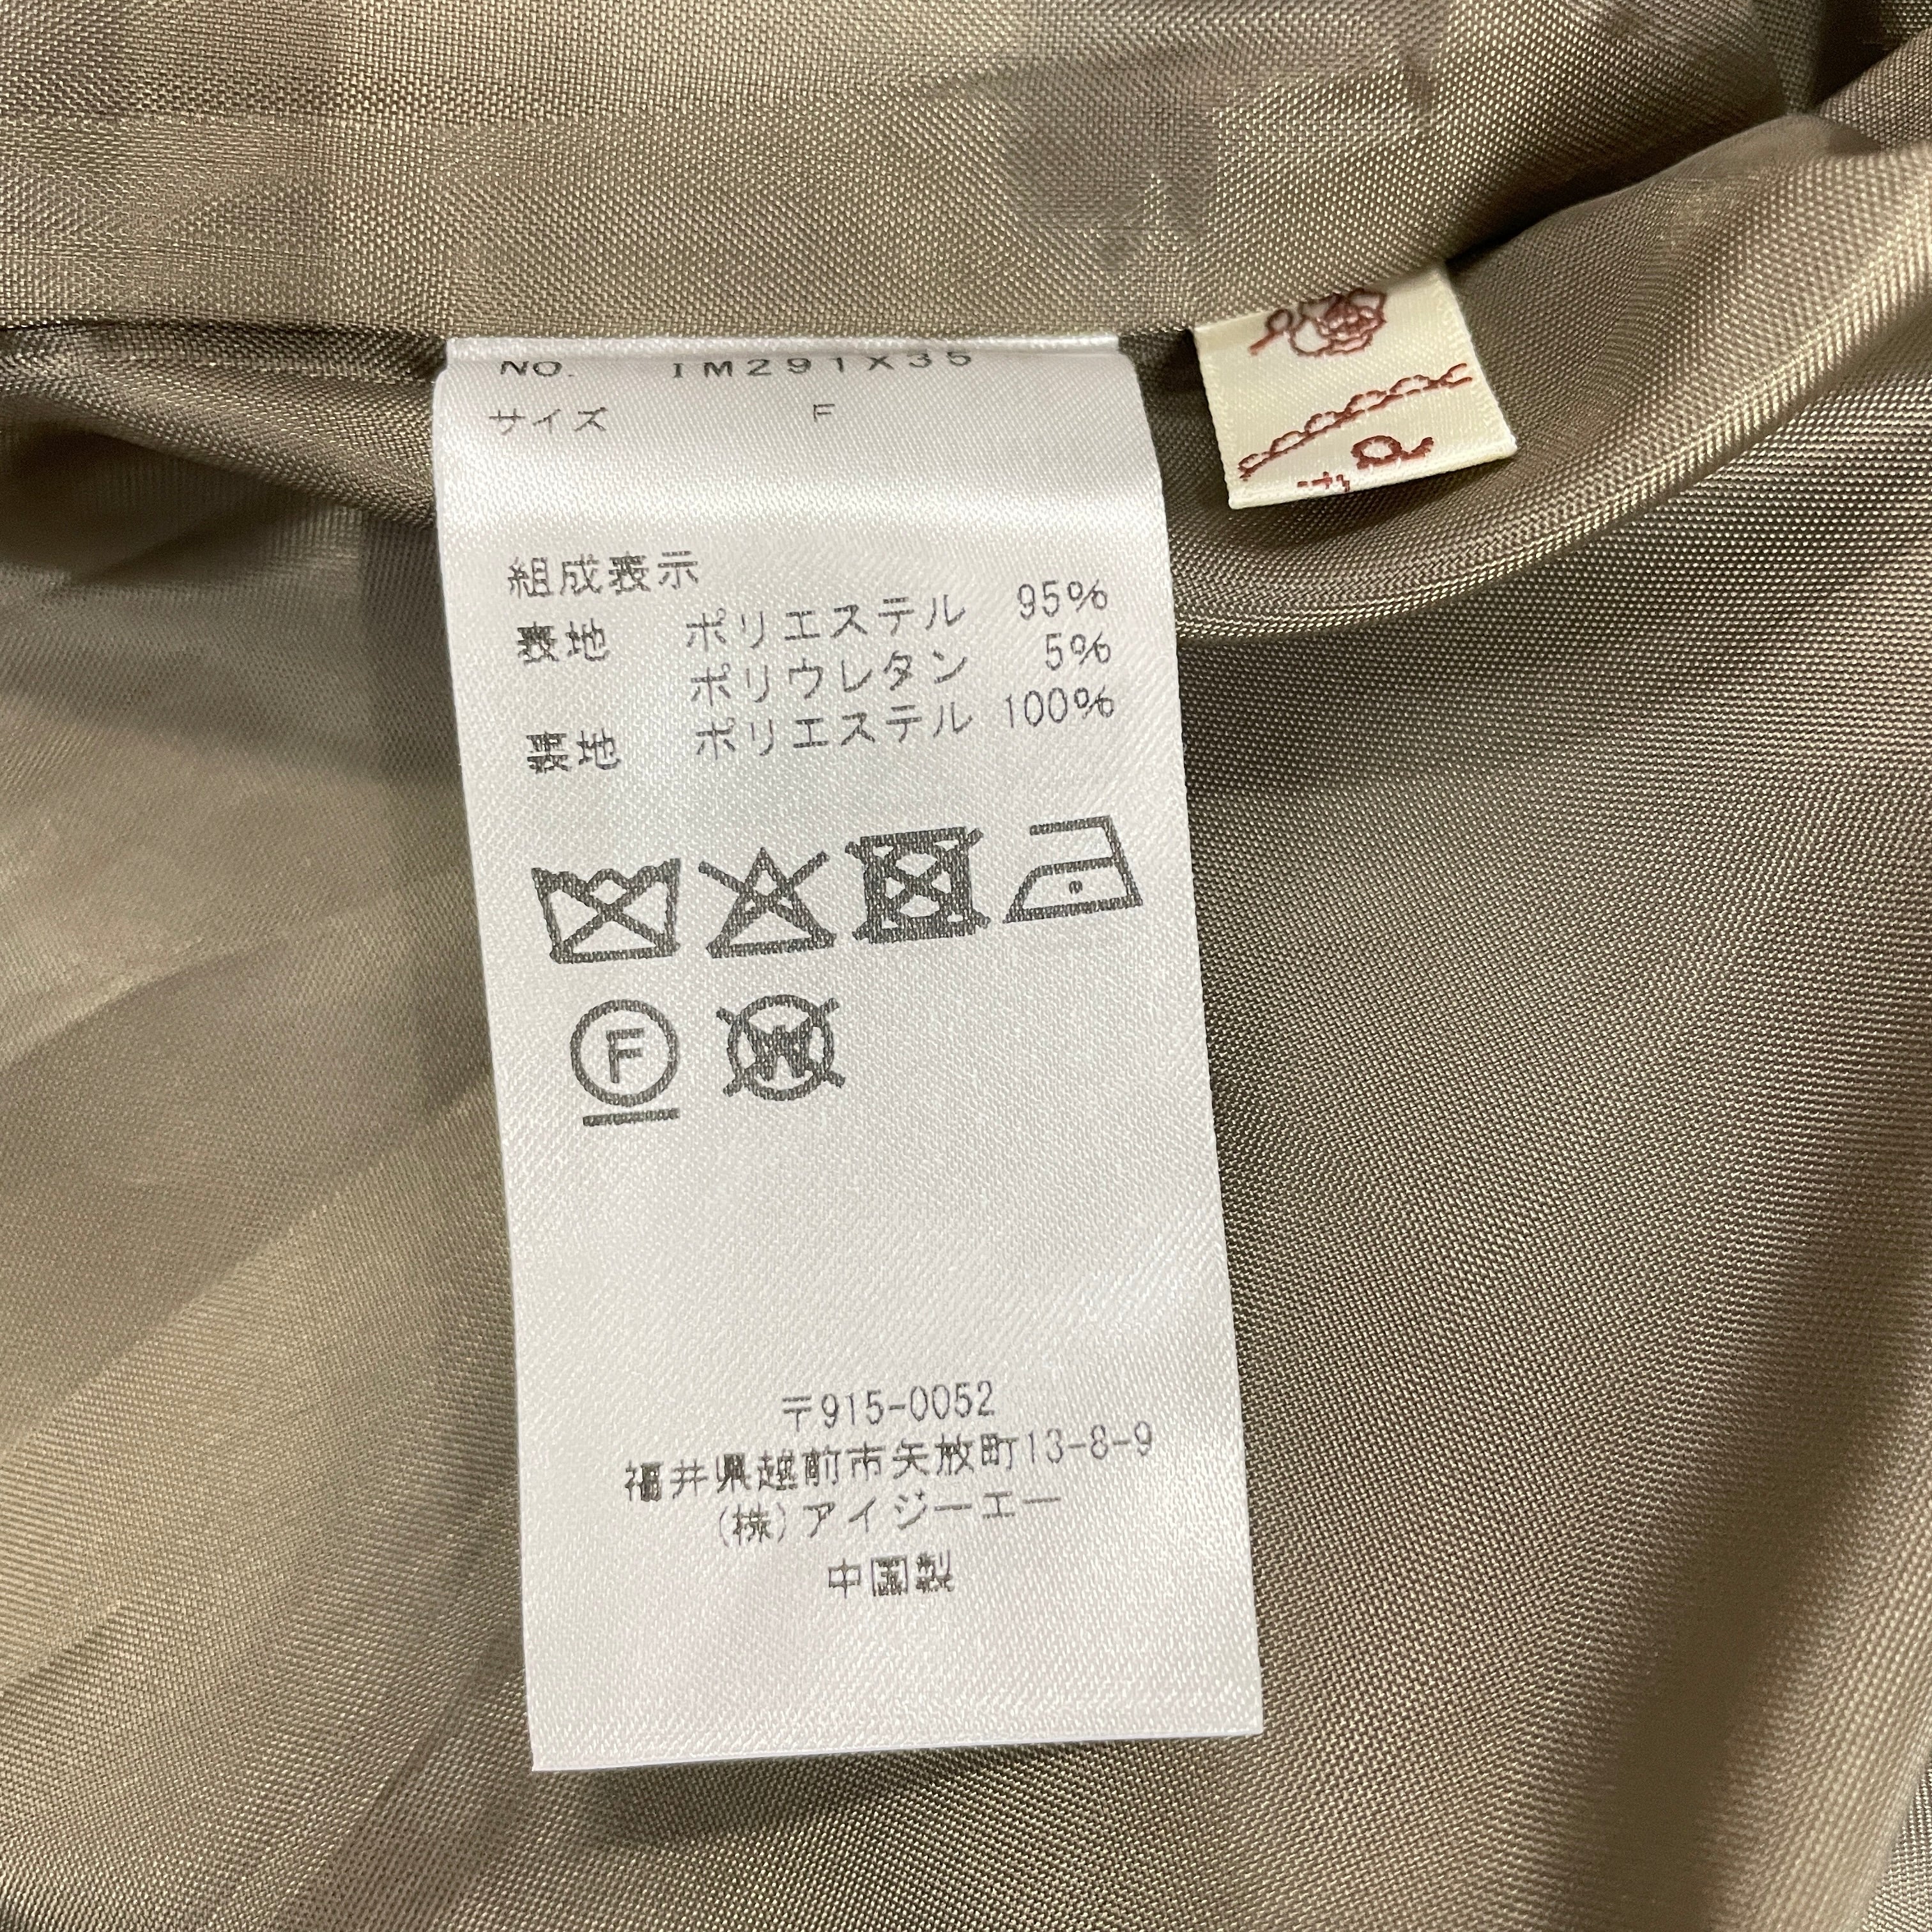 NO. IM291X35
サイズ F
組成表示
表地 ポリエステル 95%
ポリウレタン 5%
裏地 ポリエステル 100%
F
W
〒915-0052
福井県越前市矢放町13-8-9
(株)アイジーエー
中国製